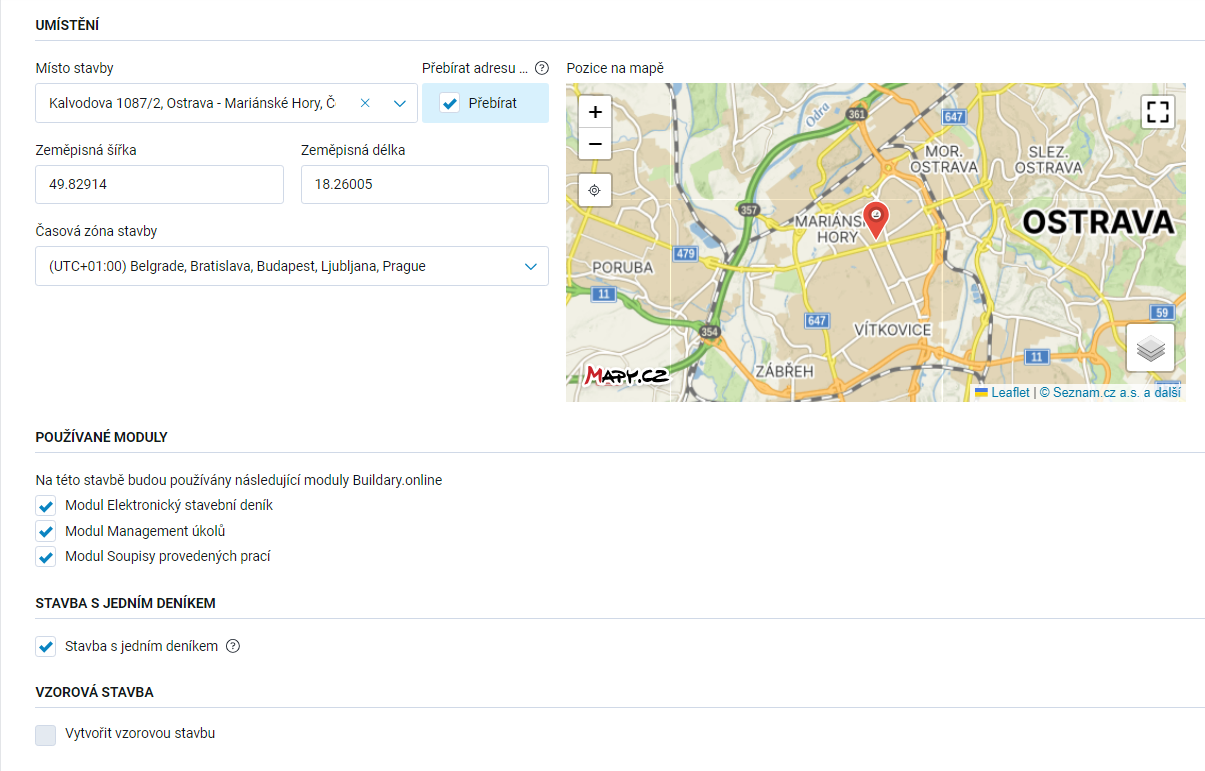 UMÍSTĚNÍ
Místo stavby
Přebírat adresu ...
Pozice na mapě
Kalvodova 1087/2, Ostrava - Mariánské Hory, Č
Přebírat
Zeměpisná šířka
Zeměpisná délka
49.82914
18.26005
Časová zóna stavby
(UTC+01:00) Belgrade, Bratislava, Budapest, Ljubljana, Prague
+
−
Odra
361
647
MOR.
OSTRAVA
SLEZ.
OSTRAVA
357
MARIÁNS
HORY
OSTRAVA
479
PORUBA
11
647
VÍTKOVICE
59
354
11
ZÁBŘEH
MAPY.CZ
Leaflet | © Seznam.cz a.s. a další
POUŽÍVANÉ MODULY
Na této stavbě budou používány následující moduly Buildary.online
Modul Elektronický stavební deník
Modul Management úkolů
Modul Soupisy provedených prací
STAVBA S JEDNÍM DENÍKEM
Stavba s jedním deníkem
VZOROVÁ STAVBA
Vytvořit vzorovou stavbu